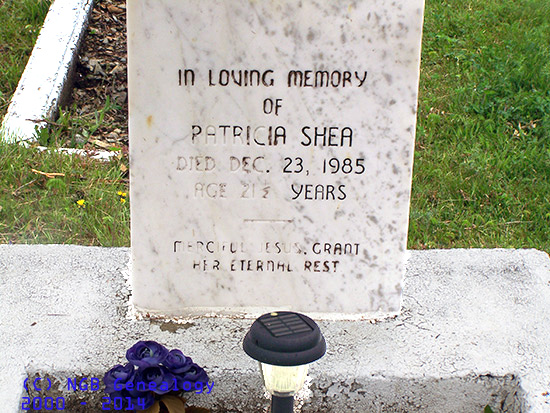 IN LOVING MEMORY
OF
PATRICIA SHEA
DIED DEC. 23, 1985
AGE 21½ YEARS
MERCIFUL JESUS, GRANT
HER ETERNAL REST
(C) NGB Genealogy
2000 - 2014